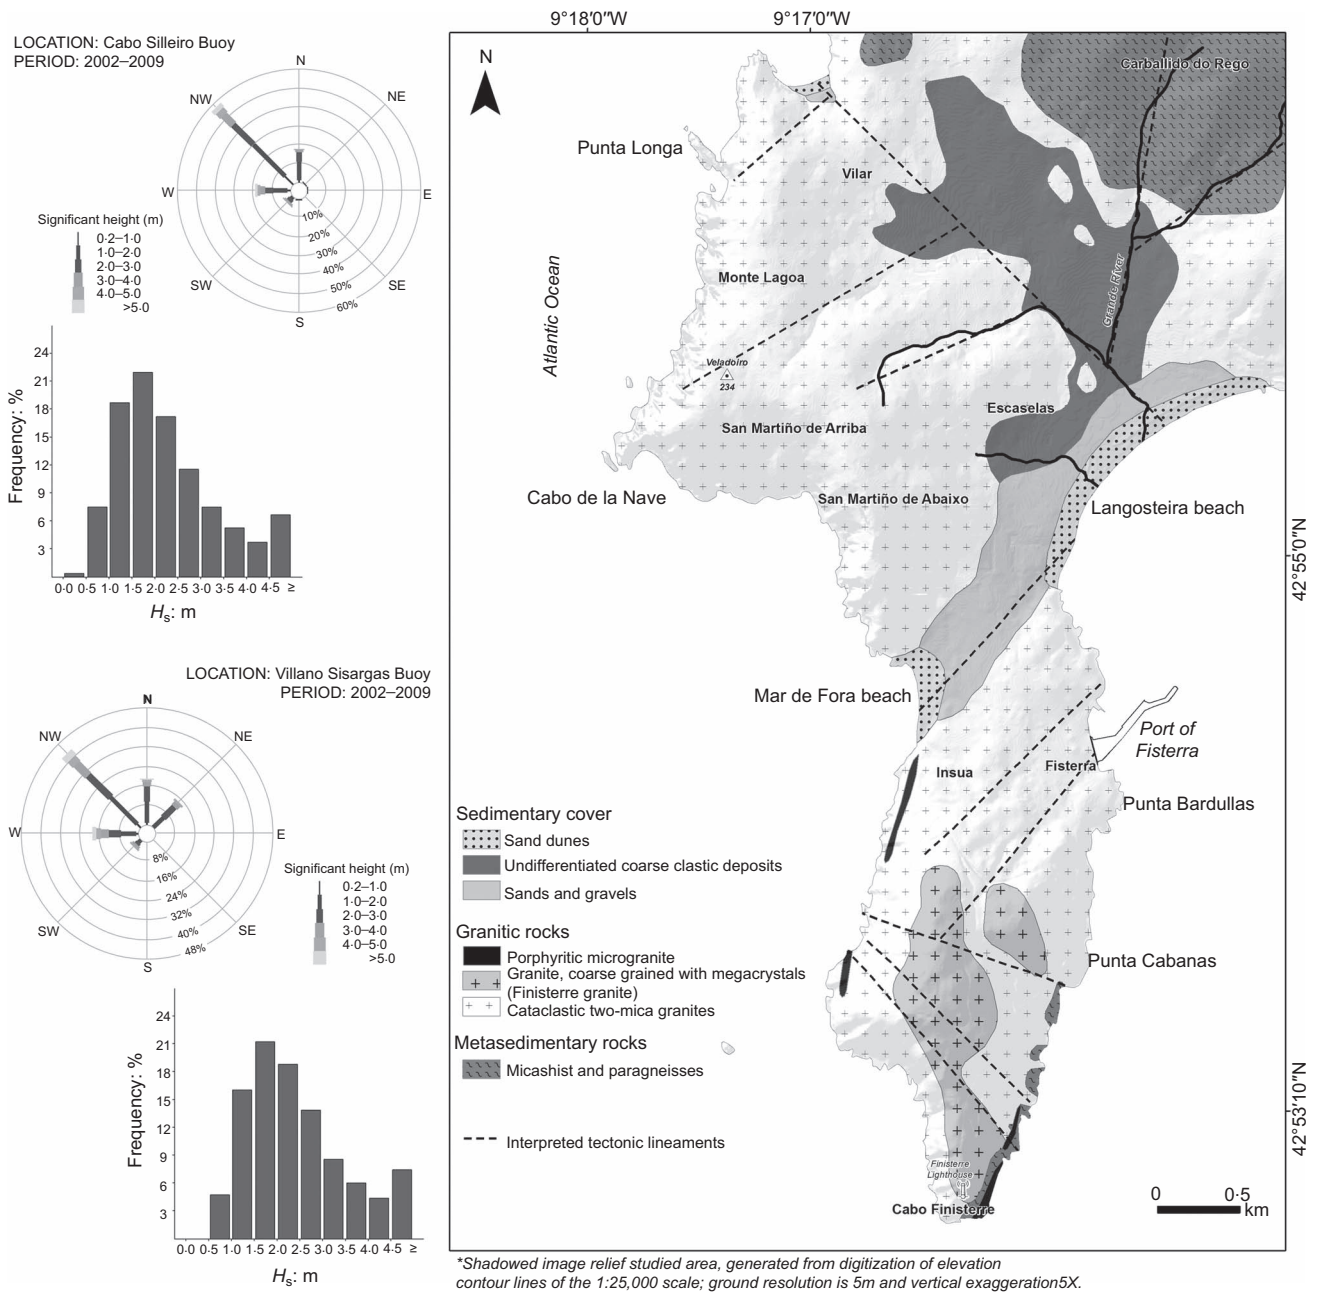 9°18′0″W
9°17′0″W
LOCATION: Cabo Silleiro Buoy
PERIOD: 2002–2009
N
NW
NE
W
E
SW
SE
S
10%
20%
30%
40%
50%
60%
Significant height (m)
0·2–1·0
1·0–2·0
2·0–3·0
3·0–4·0
4·0–5·0
>5·0
Frequency: %
24
21
18
15
12
9
6
3
0·0 0·5 1·0 1·5 2·0 2·5 3·0 3·5 4·0 4·5 ≥
Hs: m
LOCATION: Villano Sisargas Buoy
PERIOD: 2002–2009
N
NW
NE
W
E
SW
SE
S
8%
16%
24%
32%
40%
48%
Significant height (m)
0·2–1·0
1·0–2·0
2·0–3·0
3·0–4·0
4·0–5·0
>5·0
Frequency: %
24
21
18
15
12
9
6
3
0·0 0·5 1·0 1·5 2·0 2·5 3·0 3·5 4·0 4·5 ≥
Hs: m
N
Carballido do Rego
Punta Longa
Vilar
Monte Lagoa
Grande River
Atlantic Ocean
Veladoiro
234
Escaselas
San Martiño de Arriba
Cabo de la Nave
San Martiño de Abaixo
Langosteira beach
42°55′0″N
Mar de Fora beach
Port of
Fisterra
Insua
Fisterra
Punta Bardullas
Punta Cabanas
42°53′10″N
Finisterre
Lighthouse
Cabo Finisterre
0 0·5
km
Sedimentary cover
Sand dunes
Undifferentiated coarse clastic deposits
Sands and gravels
Granitic rocks
Porphyritic microgranite
Granite, coarse grained with megacrystals
(Finisterre granite)
Cataclastic two-mica granites
Metasedimentary rocks
Micashist and paragneisses
Interpreted tectonic lineaments
*Shadowed image relief studied area, generated from digitization of elevation
contour lines of the 1:25,000 scale; ground resolution is 5m and vertical exaggeration5X.